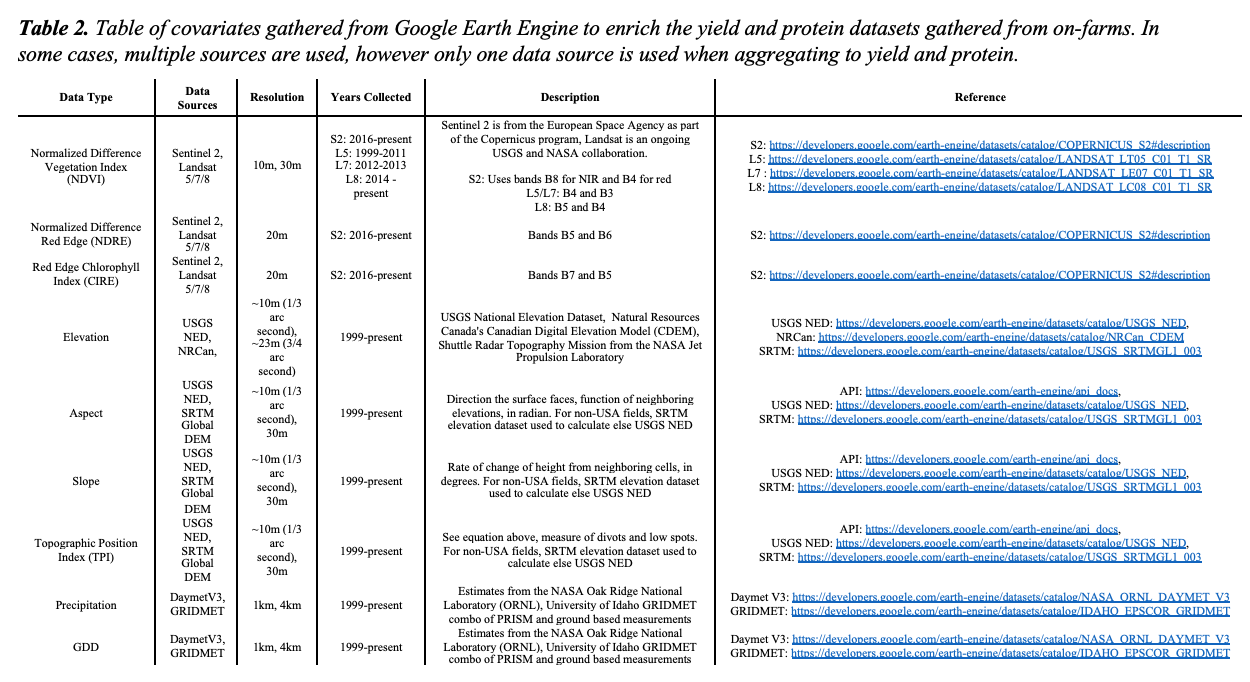 Table 2. Table of covariates gathered from Google Earth Engine to enrich the yield and protein datasets gathered from on-farms. In
some cases, multiple sources are used, however only one data source is used when aggregating to yield and protein.
Data Type
Data
Sources
Resolution
Years Collected
Description
Reference
Normalized Difference
Vegetation Index
(NDVI)
Sentinel 2,
Landsat
5/7/8
10m, 30m
S2: 2016-present
L5: 1999-2011
L7: 2012-2013
L8: 2014 -
present
Sentinel 2 is from the European Space Agency as part
of the Copernicus program, Landsat is an ongoing
USGS and NASA collaboration.
S2: Uses bands B8 for NIR and B4 for red
L5/L7: B4 and B3
L8: B5 and B4
S2: https://developers.google.com/earth-engine/datasets/catalog/COPERNICUS_S2#description
L5: https://developers.google.com/earth-engine/datasets/catalog/LANDSAT_LT05_C01_T1_SR
L7 : https://developers.google.com/earth-engine/datasets/catalog/LANDSAT_LE07_C01_T1_SR
L8: https://developers.google.com/earth-engine/datasets/catalog/LANDSAT_LC08_C01_T1_SR
Normalized Difference
Red Edge (NDRE)
Sentinel 2,
Landsat
5/7/8
20m
S2: 2016-present
Bands B5 and B6
S2: https://developers.google.com/earth-engine/datasets/catalog/COPERNICUS_S2#description
Red Edge Chlorophyll
Index (CIRE)
Sentinel 2,
Landsat
5/7/8
20m
S2: 2016-present
Bands B7 and B5
S2: https://developers.google.com/earth-engine/datasets/catalog/COPERNICUS_S2#description
Elevation
USGS
NED,
NRCan,
~10m (1/3
arc
second),
~23m (3/4
arc
second)
1999-present
USGS National Elevation Dataset, Natural Resources
Canada's Canadian Digital Elevation Model (CDEM),
Shuttle Radar Topography Mission from the NASA Jet
Propulsion Laboratory
USGS NED: https://developers.google.com/earth-engine/datasets/catalog/USGS_NED,
NRCan: https://developers.google.com/earth-engine/datasets/catalog/NRCan_CDEM
SRTM: https://developers.google.com/earth-engine/datasets/catalog/USGS_SRTMGL1_003
Aspect
USGS
NED,
SRTM
Global
DEM
~10m (1/3
arc
second),
30m
1999-present
Direction the surface faces, function of neighboring
elevations, in radian. For non-USA fields, SRTM
elevation dataset used to calculate else USGS NED
API: https://developers.google.com/earth-engine/api_docs,
USGS NED: https://developers.google.com/earth-engine/datasets/catalog/USGS_NED,
SRTM: https://developers.google.com/earth-engine/datasets/catalog/USGS_SRTMGL1_003
Slope
USGS
NED,
SRTM
Global
DEM
~10m (1/3
arc
second),
30m
1999-present
Rate of change of height from neighboring cells, in
degrees. For non-USA fields, SRTM elevation dataset
used to calculate else USGS NED
API: https://developers.google.com/earth-engine/api_docs,
USGS NED: https://developers.google.com/earth-engine/datasets/catalog/USGS_NED,
SRTM: https://developers.google.com/earth-engine/datasets/catalog/USGS_SRTMGL1_003
Topographic Position
Index (TPI)
USGS
NED,
SRTM
Global
DEM
~10m (1/3
arc
second),
30m
1999-present
See equation above, measure of divots and low spots.
For non-USA fields, SRTM elevation dataset used to
calculate else USGS NED
API: https://developers.google.com/earth-engine/api_docs,
USGS NED: https://developers.google.com/earth-engine/datasets/catalog/USGS_NED,
SRTM: https://developers.google.com/earth-engine/datasets/catalog/USGS_SRTMGL1_003
Precipitation
DaymetV3,
GRIDMET
1km, 4km
1999-present
Estimates from the NASA Oak Ridge National
Laboratory (ORNL), University of Idaho GRIDMET
combo of PRISM and ground based measurements
Daymet V3: https://developers.google.com/earth-engine/datasets/catalog/NASA_ORNL_DAYMET_V3
GRIDMET: https://developers.google.com/earth-engine/datasets/catalog/IDAHO_EPSCOR_GRIDMET
GDD
DaymetV3,
GRIDMET
1km, 4km
1999-present
Estimates from the NASA Oak Ridge National
Laboratory (ORNL), University of Idaho GRIDMET
combo of PRISM and ground based measurements
Daymet V3: https://developers.google.com/earth-engine/datasets/catalog/NASA_ORNL_DAYMET_V3
GRIDMET: https://developers.google.com/earth-engine/datasets/catalog/IDAHO_EPSCOR_GRIDMET